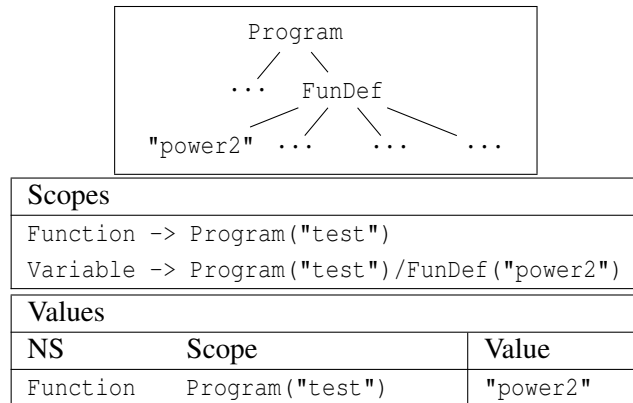 Program
... FunDef
"power2" ... ... ...
Scopes
Function -> Program("test")
Variable -> Program("test")/FunDef("power2")
Values
NS Scope Value
Function Program("test") "power2"